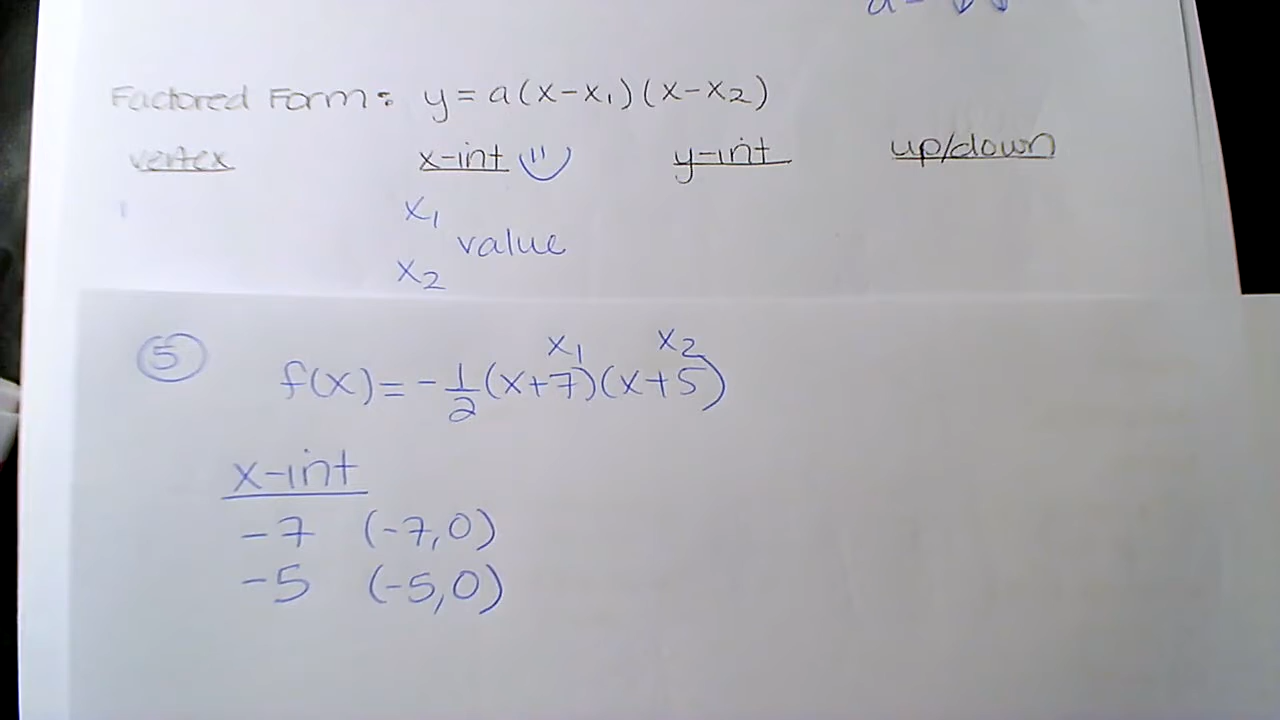 Factored Form: y = a(x-x₁)(x-x₂)
vertex x-int y-int up/down
x₁
value
x₂
5
x₁ x₂
f(x) = -1/2(x+7)(x+5)
x-int
-7 (-7,0)
-5 (-5,0)